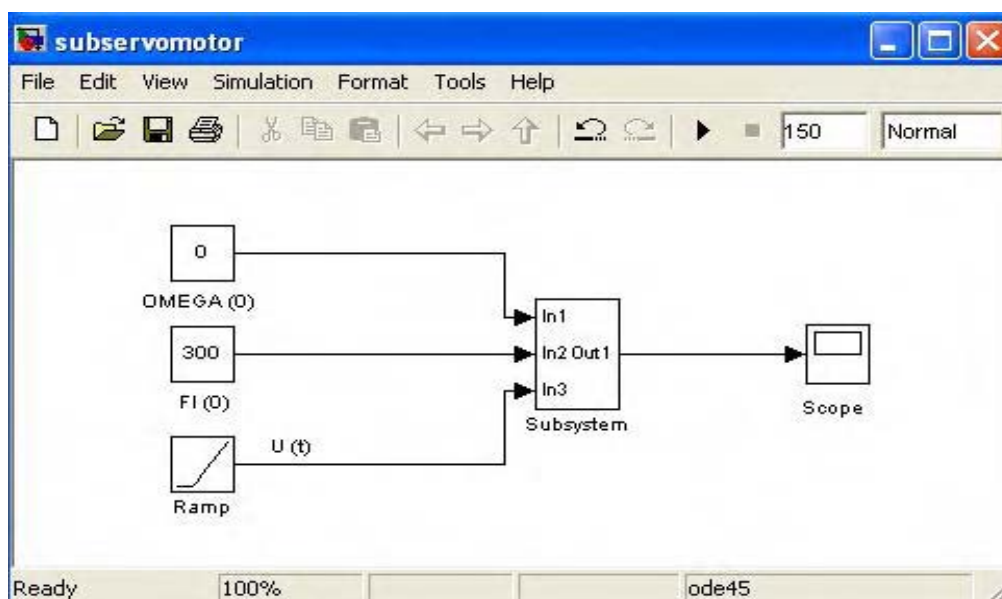 subservomotor
File Edit View Simulation Format Tools Help
150 Normal
0
OMEGA (0)
300
FI (0)
U (t)
Ramp
In1
In2 Out1
In3
Subsystem
Scope
Ready 100% ode45